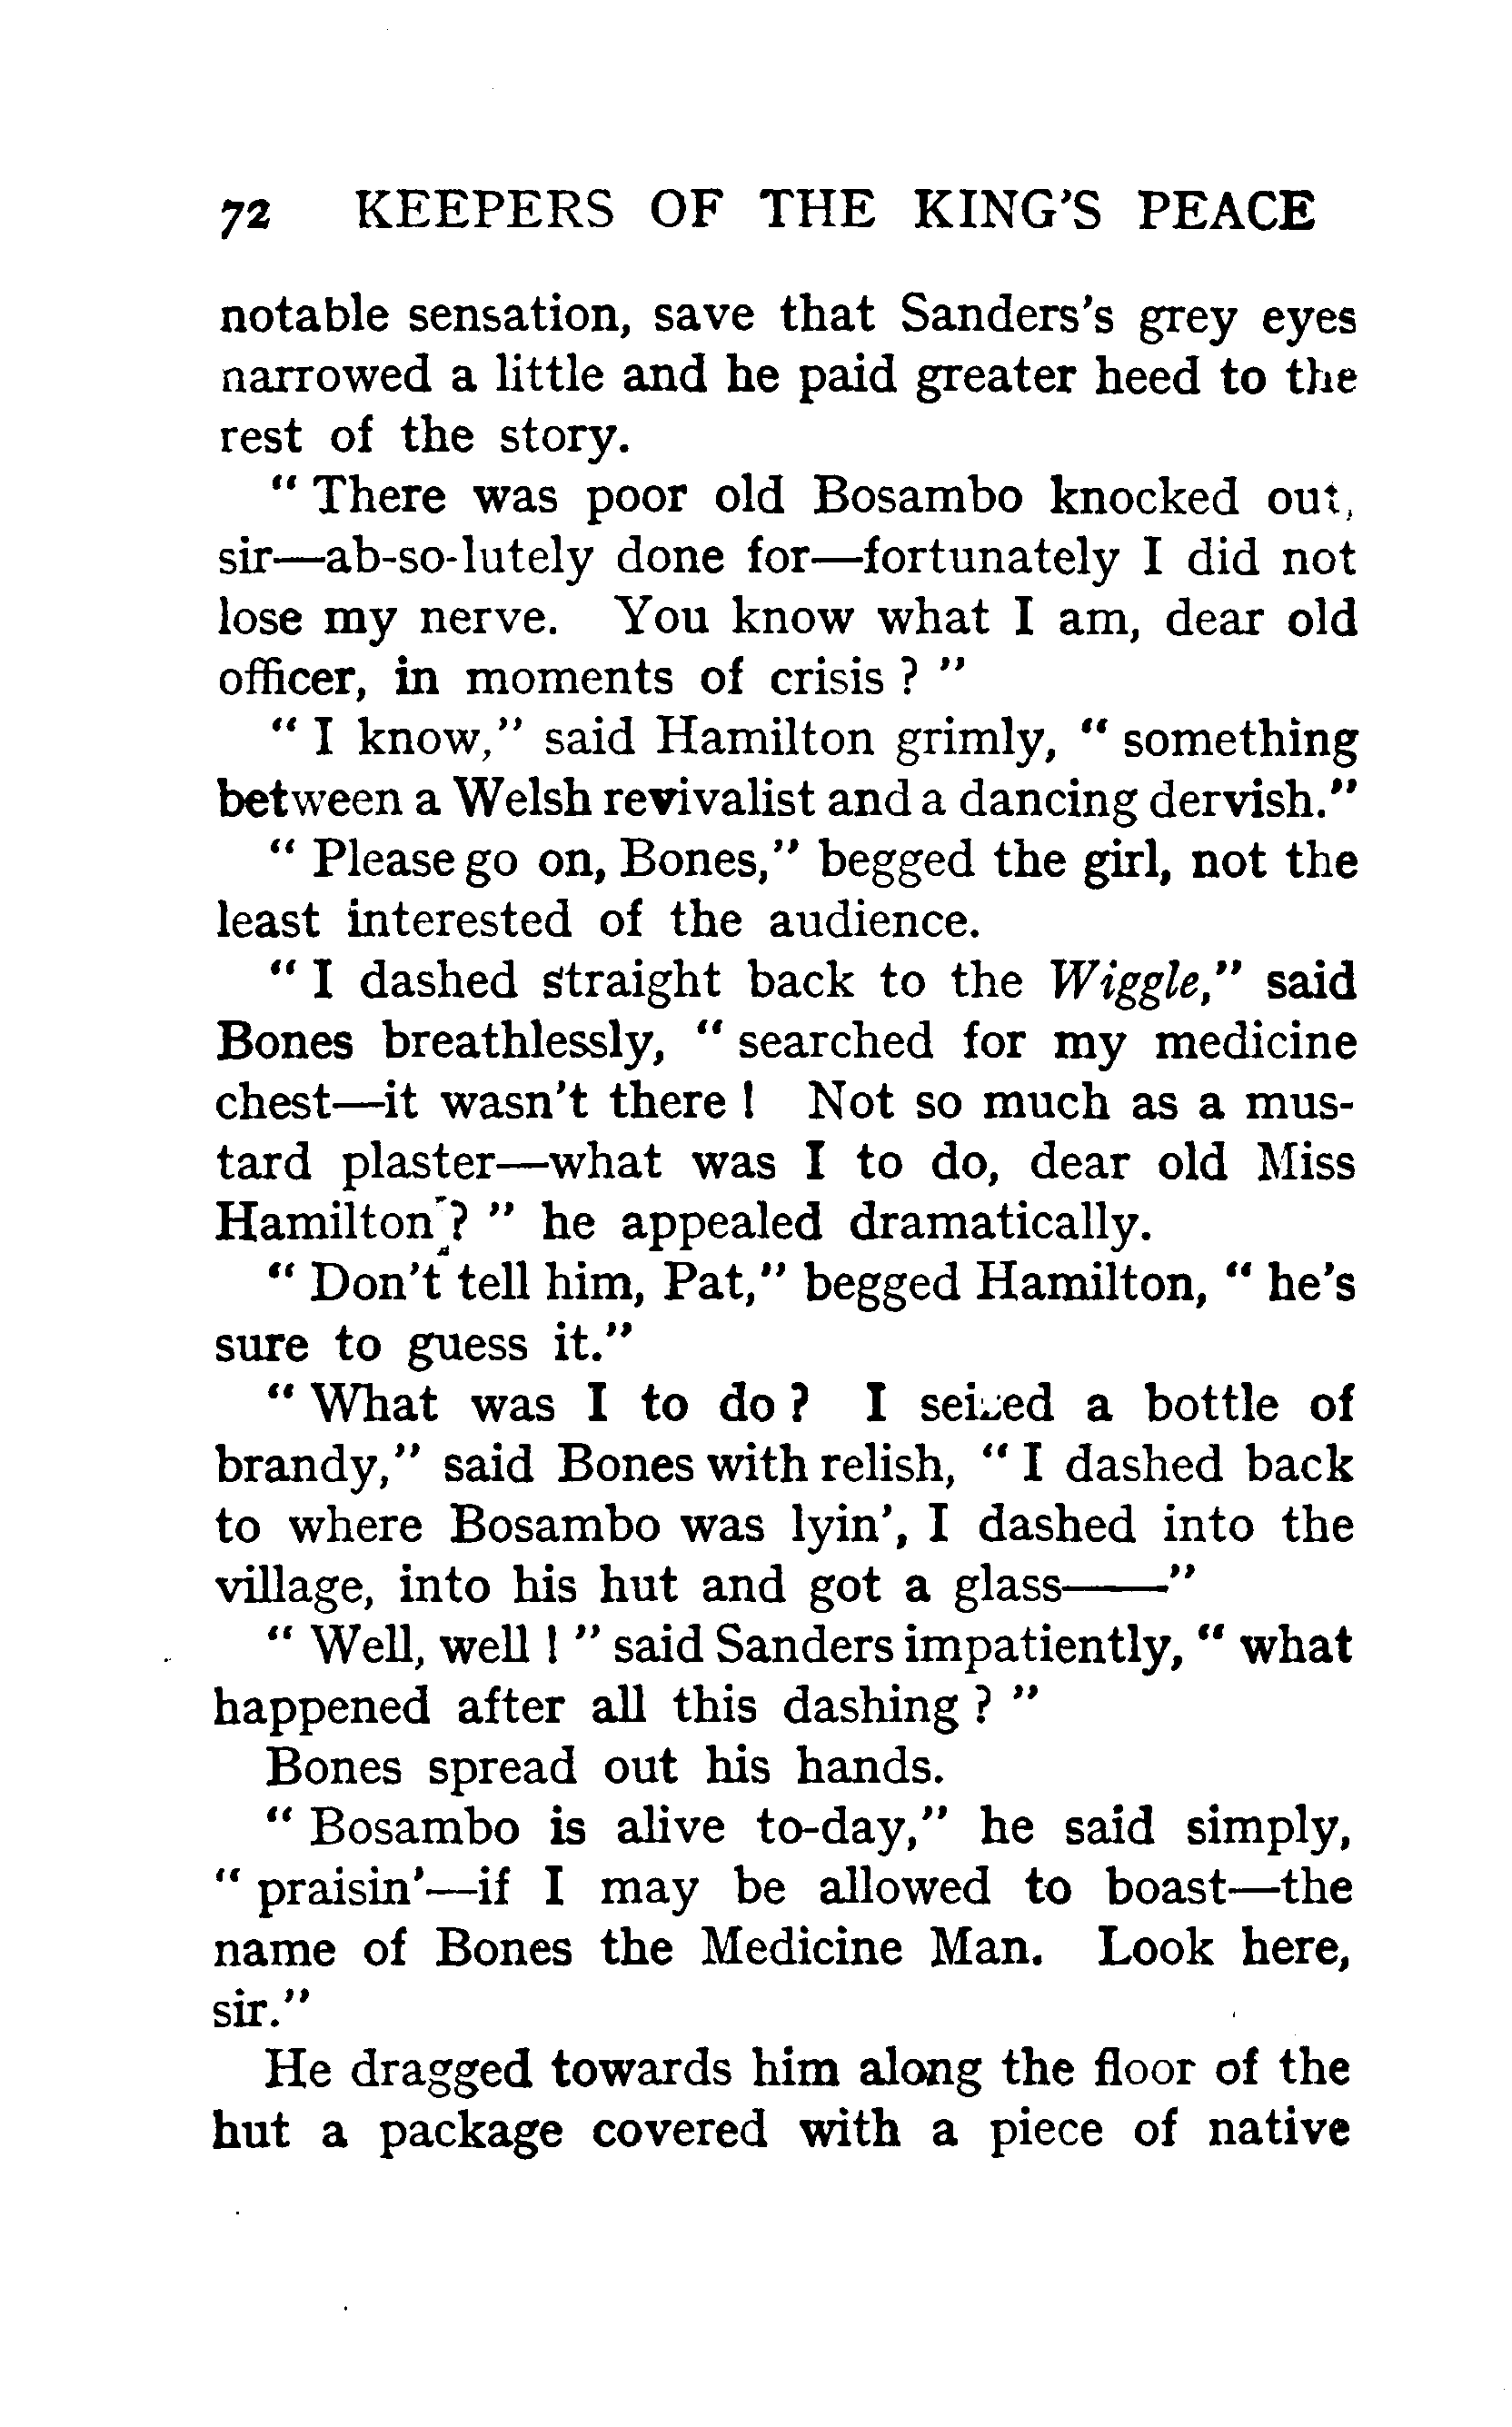 72 KEEPERS OF THE KING'S PEACE
notable sensation, save that Sanders's grey eyes
narrowed a little and he paid greater heed to the
rest of the story.
" There was poor old Bosambo knocked out,
sir—ab-so-lutely done for—fortunately I did not
lose my nerve. You know what I am, dear old
officer, in moments of crisis ? "
" I know," said Hamilton grimly, " something
between a Welsh revivalist and a dancing dervish."
" Please go on, Bones," begged the girl, not the
least interested of the audience.
" I dashed straight back to the Wiggle," said
Bones breathlessly, " searched for my medicine
chest—it wasn't there ! Not so much as a mus-
tard plaster—what was I to do, dear old Miss
Hamilton ? " he appealed dramatically.
" Don't tell him, Pat," begged Hamilton, " he's
sure to guess it."
" What was I to do ? I seized a bottle of
brandy," said Bones with relish, " I dashed back
to where Bosambo was lyin', I dashed into the
village, into his hut and got a glass——"
" Well, well ! " said Sanders impatiently, " what
happened after all this dashing ? "
Bones spread out his hands.
" Bosambo is alive to-day," he said simply,
" praisin'—if I may be allowed to boast—the
name of Bones the Medicine Man. Look here,
sir."
He dragged towards him along the floor of the
hut a package covered with a piece of native